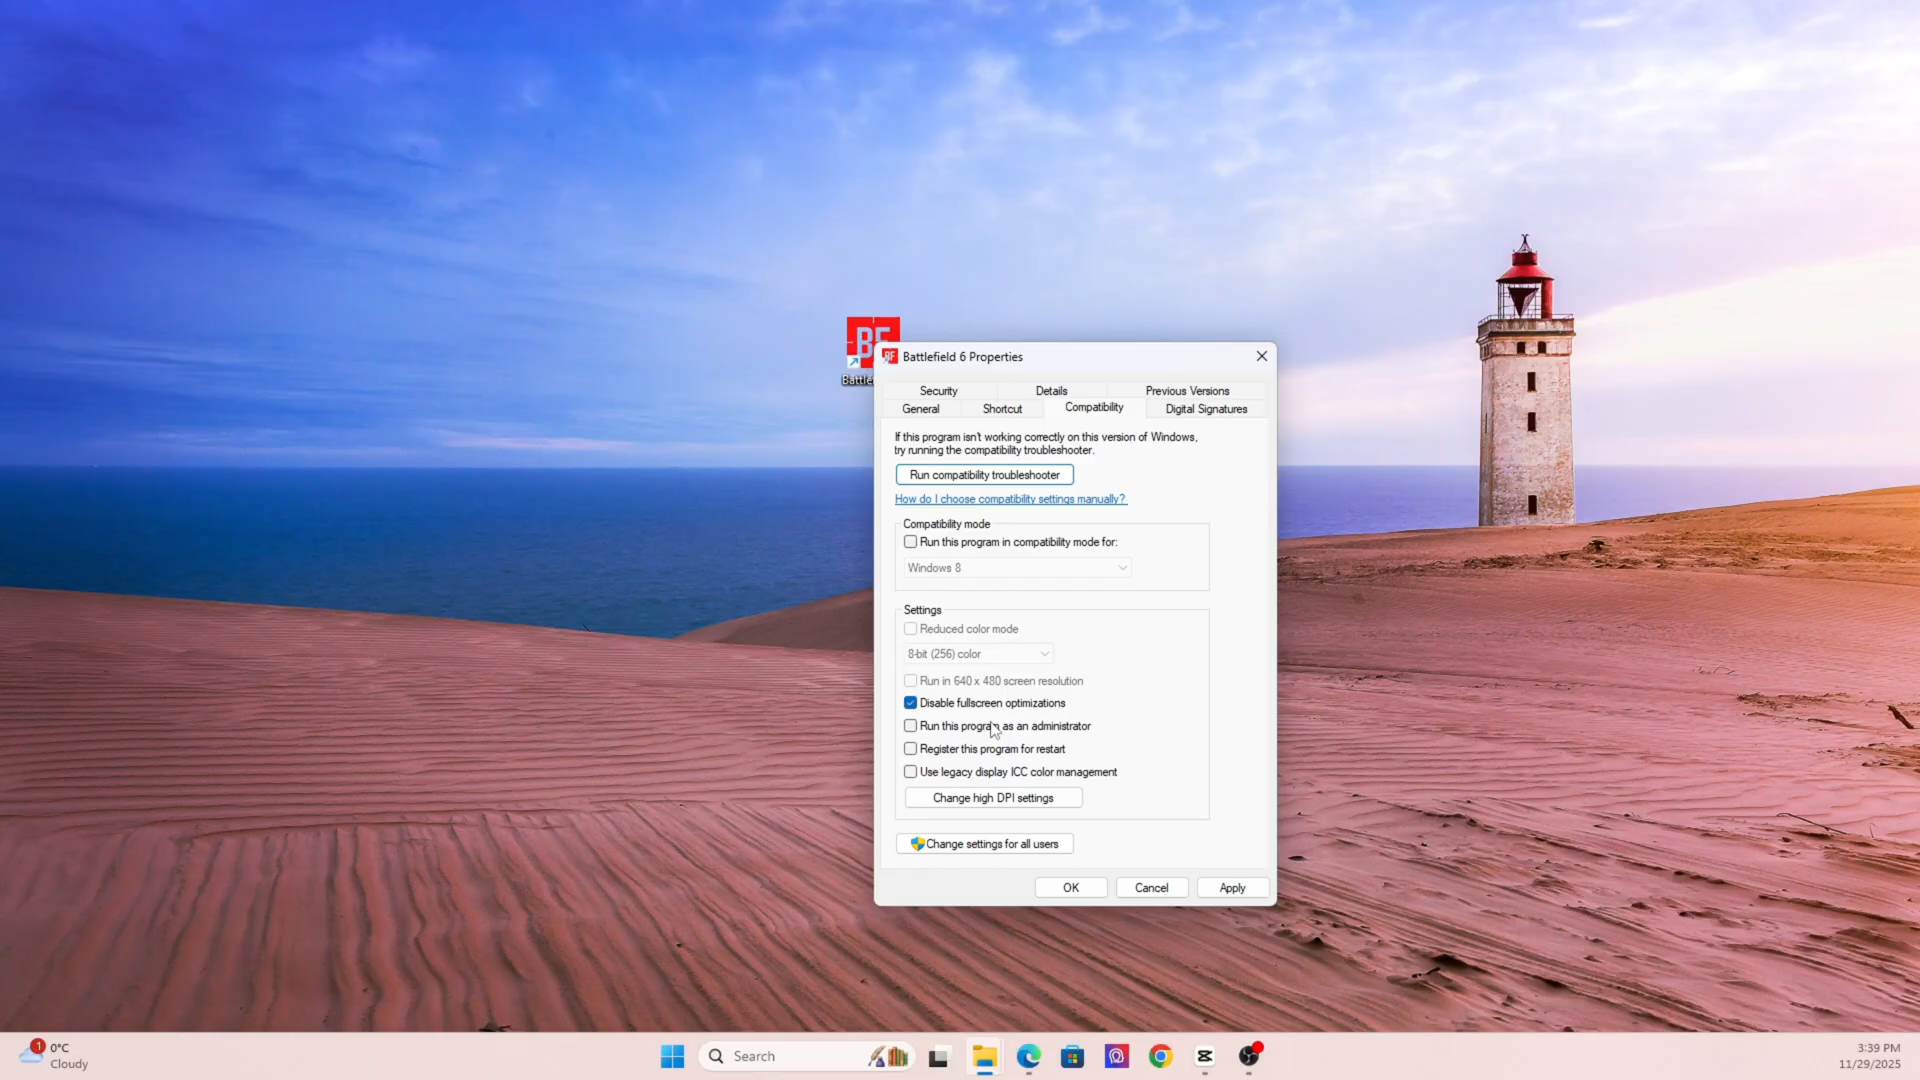 BF
Battle
BF Battlefield 6 Properties
Security Details Previous Versions
General Shortcut Compatibility Digital Signatures
If this program isn't working correctly on this version of Windows,
try running the compatibility troubleshooter.
Run compatibility troubleshooter
How do I choose compatibility settings manually?
Compatibility mode
Run this program in compatibility mode for:
Windows 8
Settings
Reduced color mode
8-bit (256) color
Run in 640 x 480 screen resolution
Disable fullscreen optimizations
Run this program as an administrator
Register this program for restart
Use legacy display ICC color management
Change high DPI settings
Change settings for all users
OK Cancel Apply
1 0°C
Cloudy
Search
3:39 PM
11/29/2025